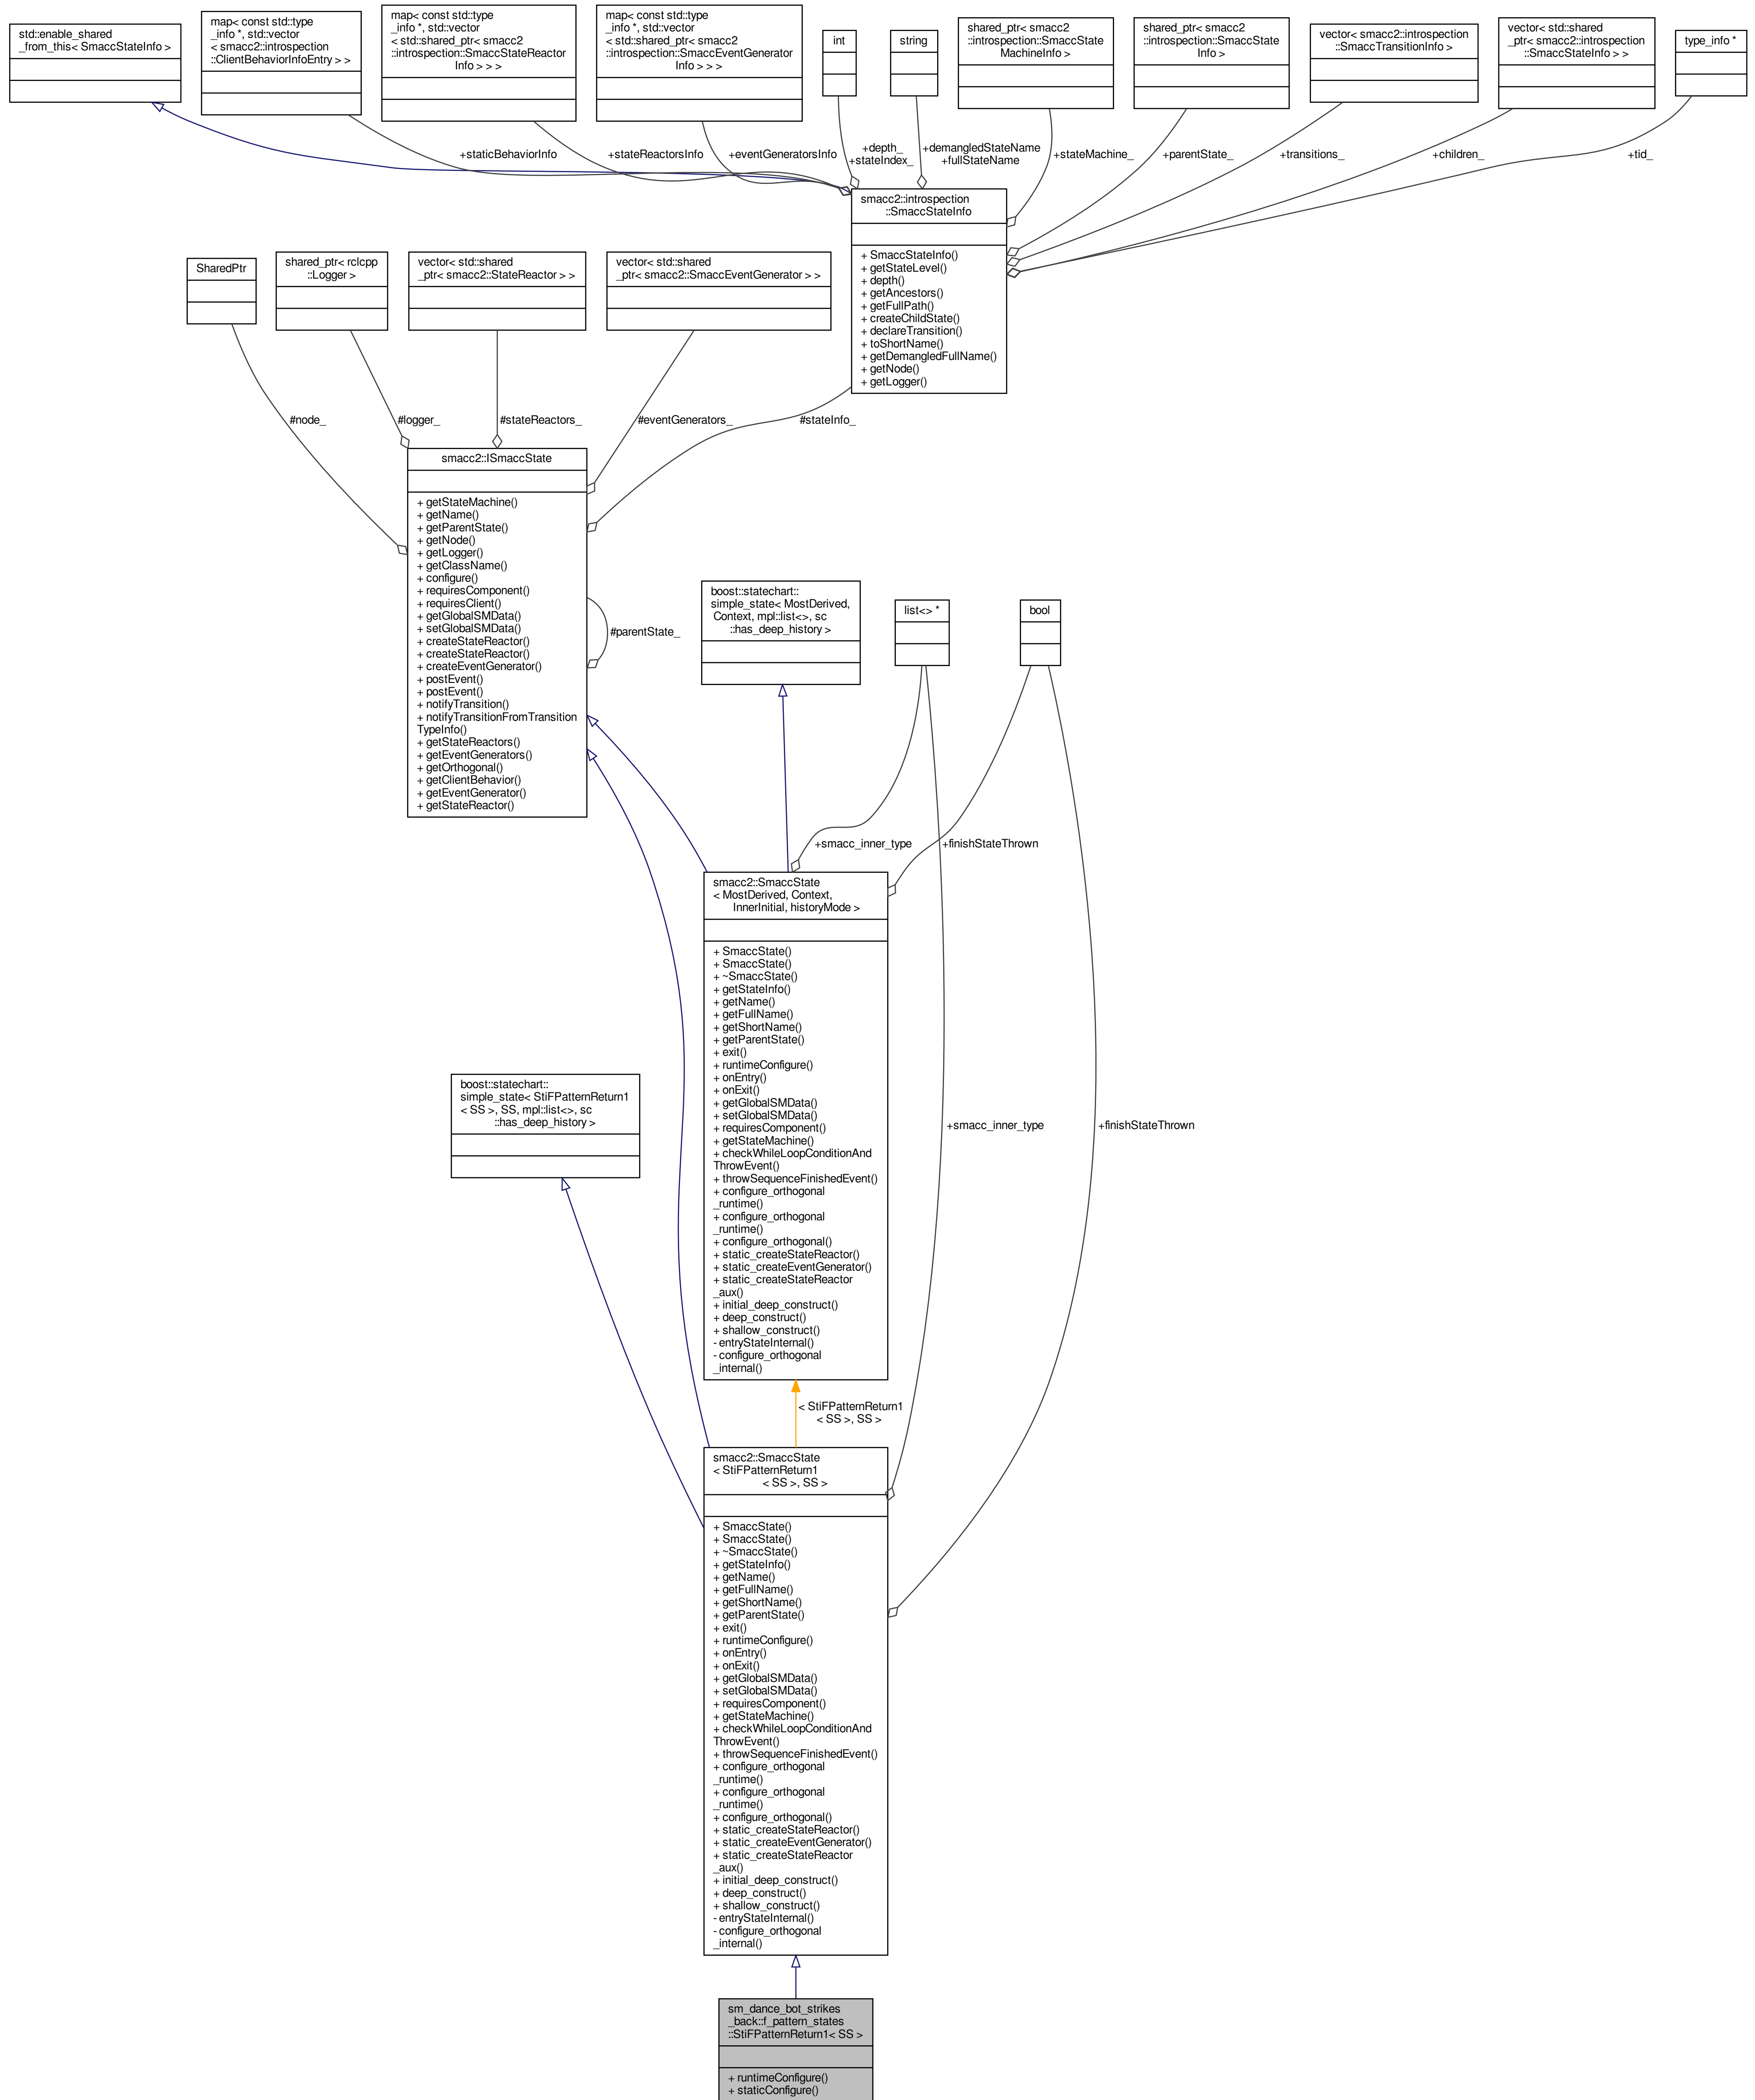 std::enable_shared
_from_this< SmaccStateInfo >
map< const std::type
_info *, std::vector
< smacc2::introspection
::ClientBehaviorInfoEntry > >
map< const std::type
_info *, std::vector
< std::shared_ptr< smacc2
::introspection::SmaccStateReactor
Info > > >
map< const std::type
_info *, std::vector
< std::shared_ptr< smacc2
::introspection::SmaccEventGenerator
Info > > >
int
string
shared_ptr< smacc2
::introspection::SmaccState
MachineInfo >
shared_ptr< smacc2
::introspection::SmaccState
Info >
vector< smacc2::introspection
::SmaccTransitionInfo >
vector< std::shared
_ptr< smacc2::introspection
::SmaccStateInfo > >
type_info *
+staticBehaviorInfo
+stateReactorsInfo
+eventGeneratorsInfo
+depth_
+stateIndex_
+demangledStateName
+fullStateName
+stateMachine_
+parentState_
+transitions_
+children_
+tid_
smacc2::introspection
::SmaccStateInfo
+ SmaccStateInfo()
+ getStateLevel()
+ depth()
+ getAncestors()
+ getFullPath()
+ createChildState()
+ declareTransition()
+ toShortName()
+ getDemangledFullName()
+ getNode()
+ getLogger()
SharedPtr
shared_ptr< rclcpp
::Logger >
vector< std::shared
_ptr< smacc2::StateReactor > >
vector< std::shared
_ptr< smacc2::SmaccEventGenerator > >
#node_
#logger_
#stateReactors_
#eventGenerators_
#stateInfo_
smacc2::ISmaccState
+ getStateMachine()
+ getName()
+ getParentState()
+ getNode()
+ getLogger()
+ getClassName()
+ configure()
+ requiresComponent()
+ requiresClient()
+ getGlobalSMData()
+ setGlobalSMData()
+ createStateReactor()
+ createStateReactor()
+ createEventGenerator()
+ postEvent()
+ postEvent()
+ notifyTransition()
+ notifyTransitionFromTransition
TypeInfo()
+ getStateReactors()
+ getEventGenerators()
+ getOrthogonal()
+ getClientBehavior()
+ getEventGenerator()
+ getStateReactor()
#parentState_
boost::statechart::
simple_state< MostDerived,
Context, mpl::list<>, sc
::has_deep_history >
list<> *
bool
+smacc_inner_type
+finishStateThrown
smacc2::SmaccState
< MostDerived, Context,
InnerInitial, historyMode >
+ SmaccState()
+ SmaccState()
+ ~SmaccState()
+ getStateInfo()
+ getName()
+ getFullName()
+ getShortName()
+ getParentState()
+ exit()
+ runtimeConfigure()
+ onEntry()
+ onExit()
+ getGlobalSMData()
+ setGlobalSMData()
+ requiresComponent()
+ getStateMachine()
+ checkWhileLoopConditionAnd
ThrowEvent()
+ throwSequenceFinishedEvent()
+ configure_orthogonal
_runtime()
+ configure_orthogonal
_runtime()
+ configure_orthogonal()
+ static_createStateReactor()
+ static_createEventGenerator()
+ static_createStateReactor
_aux()
+ initial_deep_construct()
+ deep_construct()
+ shallow_construct()
- entryStateInternal()
- configure_orthogonal
_internal()
boost::statechart::
simple_state< StiFPatternReturn1
< SS >, SS, mpl::list<>, sc
::has_deep_history >
+smacc_inner_type
+finishStateThrown
< StiFPatternReturn1
< SS >, SS >
smacc2::SmaccState
< StiFPatternReturn1
< SS >, SS >
+ SmaccState()
+ SmaccState()
+ ~SmaccState()
+ getStateInfo()
+ getName()
+ getFullName()
+ getShortName()
+ getParentState()
+ exit()
+ runtimeConfigure()
+ onEntry()
+ onExit()
+ getGlobalSMData()
+ setGlobalSMData()
+ requiresComponent()
+ getStateMachine()
+ checkWhileLoopConditionAnd
ThrowEvent()
+ throwSequenceFinishedEvent()
+ configure_orthogonal
_runtime()
+ configure_orthogonal
_runtime()
+ configure_orthogonal()
+ static_createStateReactor()
+ static_createEventGenerator()
+ static_createStateReactor
_aux()
+ initial_deep_construct()
+ deep_construct()
+ shallow_construct()
- entryStateInternal()
- configure_orthogonal
_internal()
sm_dance_bot_strikes
_back::f_pattern_states
::StiFPatternReturn1< SS >
+ runtimeConfigure()
+ staticConfigure()